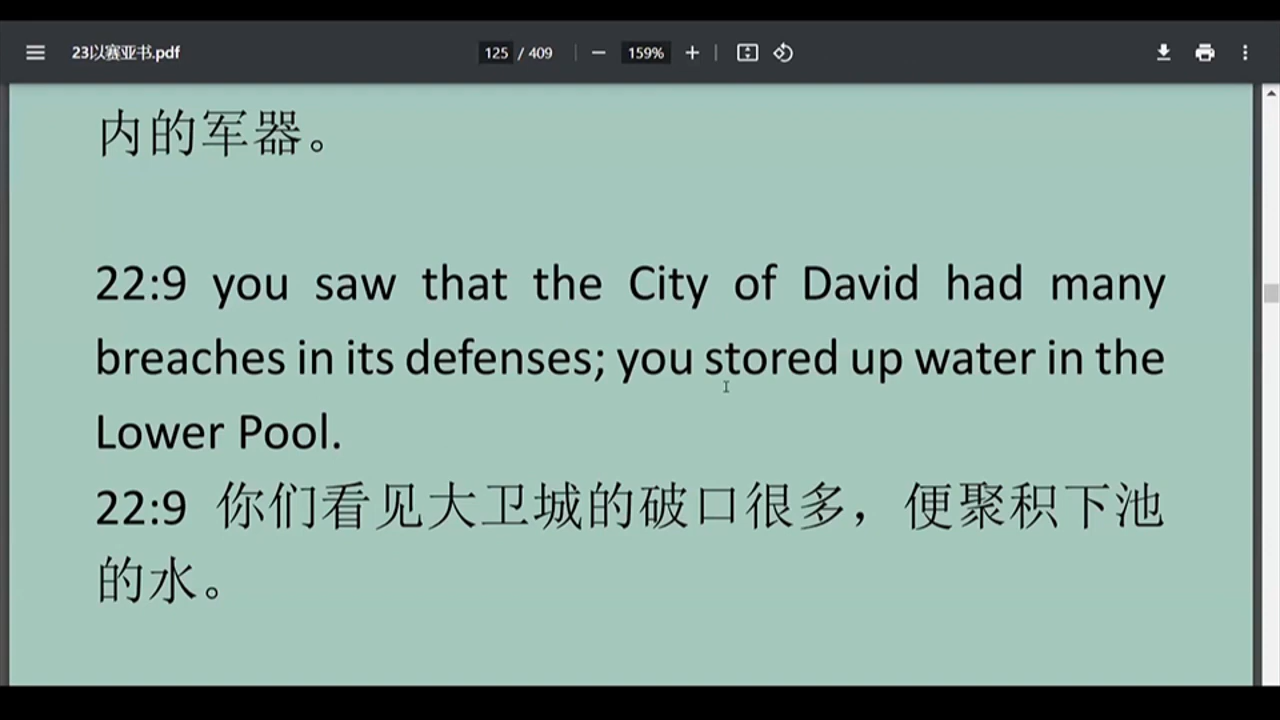 23以赛亚书.pdf
125 / 409
159%
内的军器。
22:9 you saw that the City of David had many
breaches in its defenses; you stored up water in the
Lower Pool.
22:9 你们看见大卫城的破口很多，便聚积下池
的水。